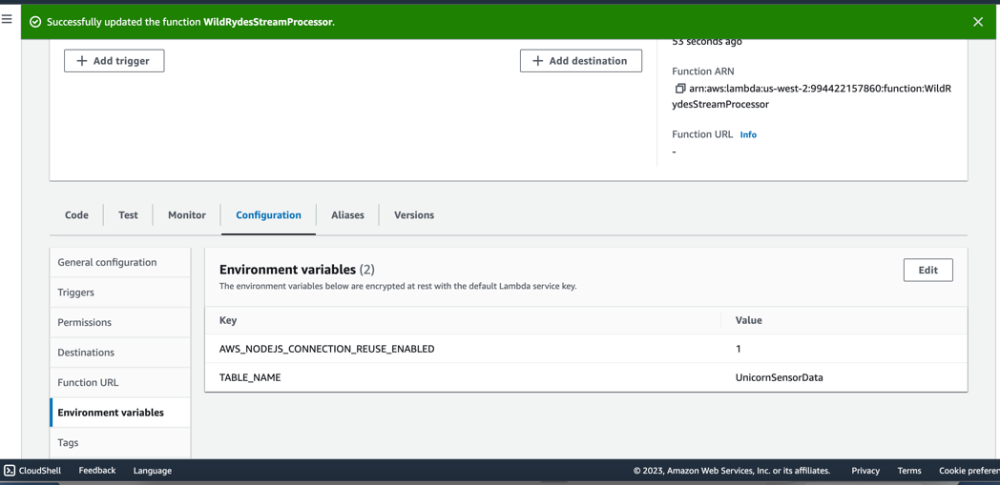 Successfully updated the function WildRydesStreamProcessor.
53 seconds ago
Add trigger
Add destination
Function ARN
arn:aws:lambda:us-west-2:994422157860:function:WildR
ydesStreamProcessor
Function URL Info
-
Code Test Monitor Configuration Aliases Versions
General configuration
Triggers
Permissions
Destinations
Function URL
Environment variables
Tags
Environment variables (2)
Edit
The environment variables below are encrypted at rest with the default Lambda service key.
Key Value
AWS_NODEJS_CONNECTION_REUSE_ENABLED 1
TABLE_NAME UnicornSensorData
CloudShell Feedback Language © 2023, Amazon Web Services, Inc. or its affiliates. Privacy Terms Cookie preferen